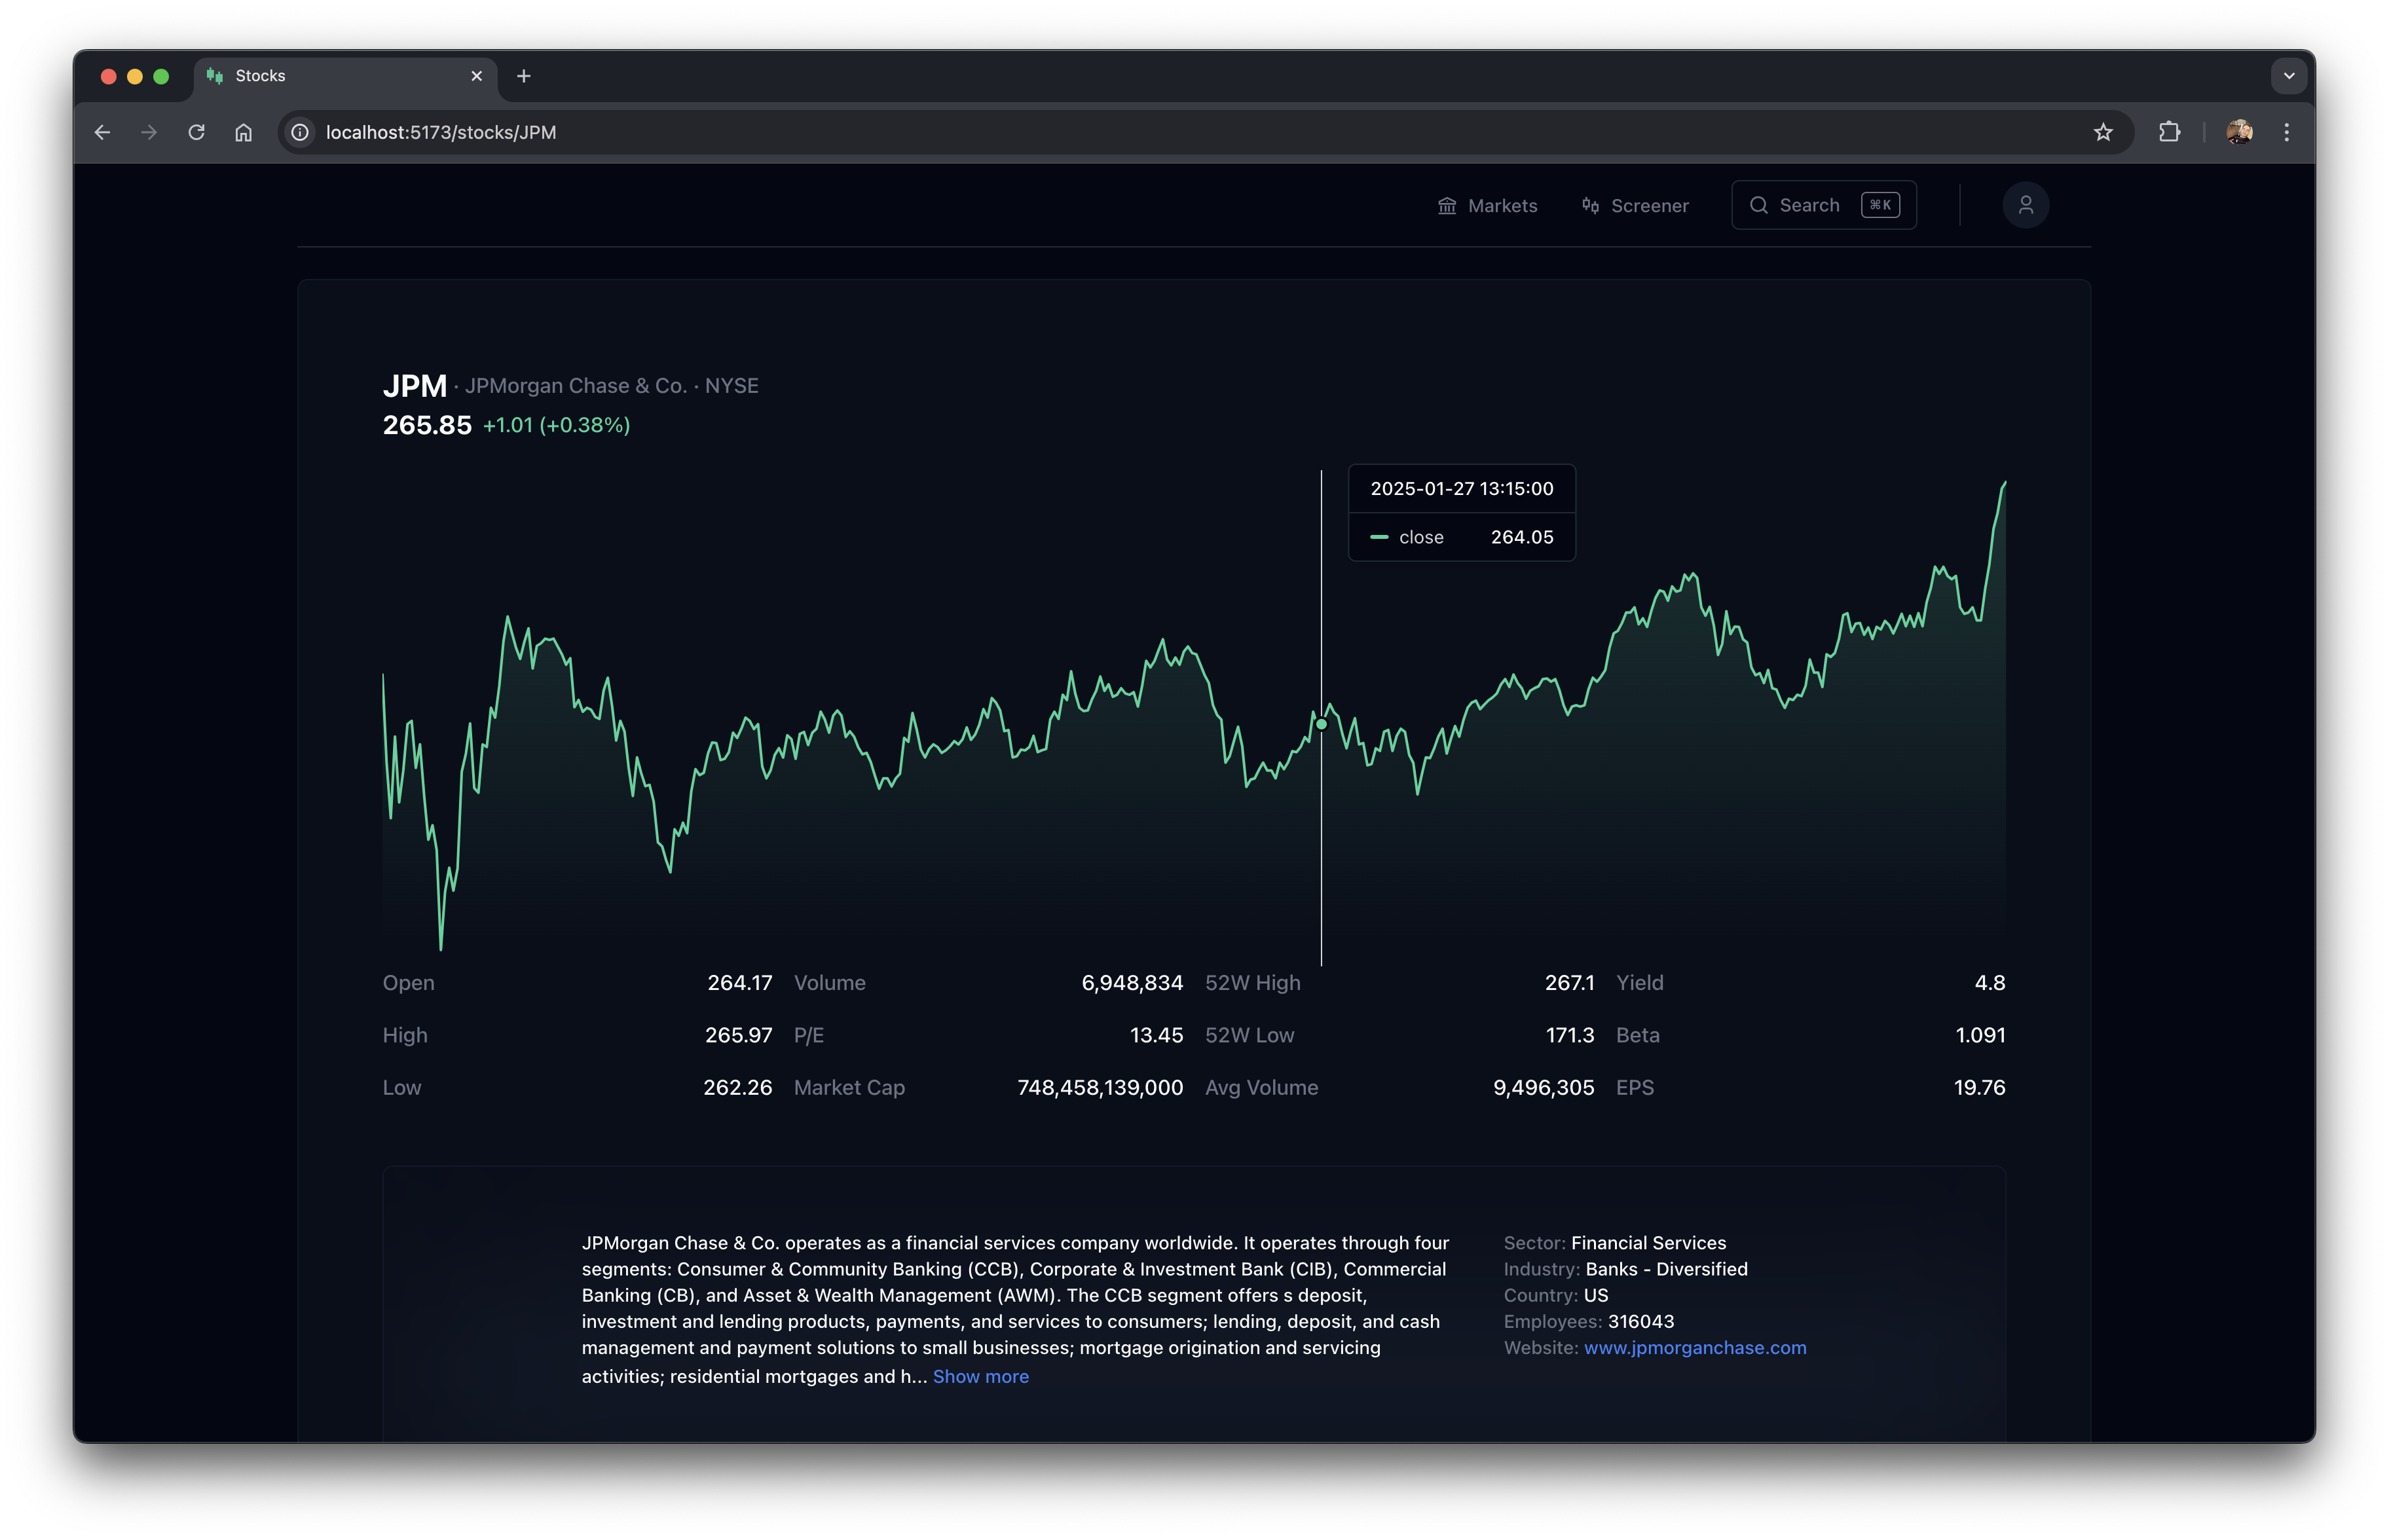 Stocks
localhost:5173/stocks/JPM
Markets Screener Search ⌘K
JPM · JPMorgan Chase & Co. · NYSE
265.85 +1.01 (+0.38%)
2025-01-27 13:15:00
close 264.05
Open 264.17 Volume 6,948,834 52W High 267.1 Yield 4.8
High 265.97 P/E 13.45 52W Low 171.3 Beta 1.091
Low 262.26 Market Cap 748,458,139,000 Avg Volume 9,496,305 EPS 19.76
JPMorgan Chase & Co. operates as a financial services company worldwide. It operates through four
segments: Consumer & Community Banking (CCB), Corporate & Investment Bank (CIB), Commercial
Banking (CB), and Asset & Wealth Management (AWM). The CCB segment offers s deposit,
investment and lending products, payments, and services to consumers; lending, deposit, and cash
management and payment solutions to small businesses; mortgage origination and servicing
activities; residential mortgages and h... Show more
Sector: Financial Services
Industry: Banks - Diversified
Country: US
Employees: 316043
Website: www.jpmorganchase.com